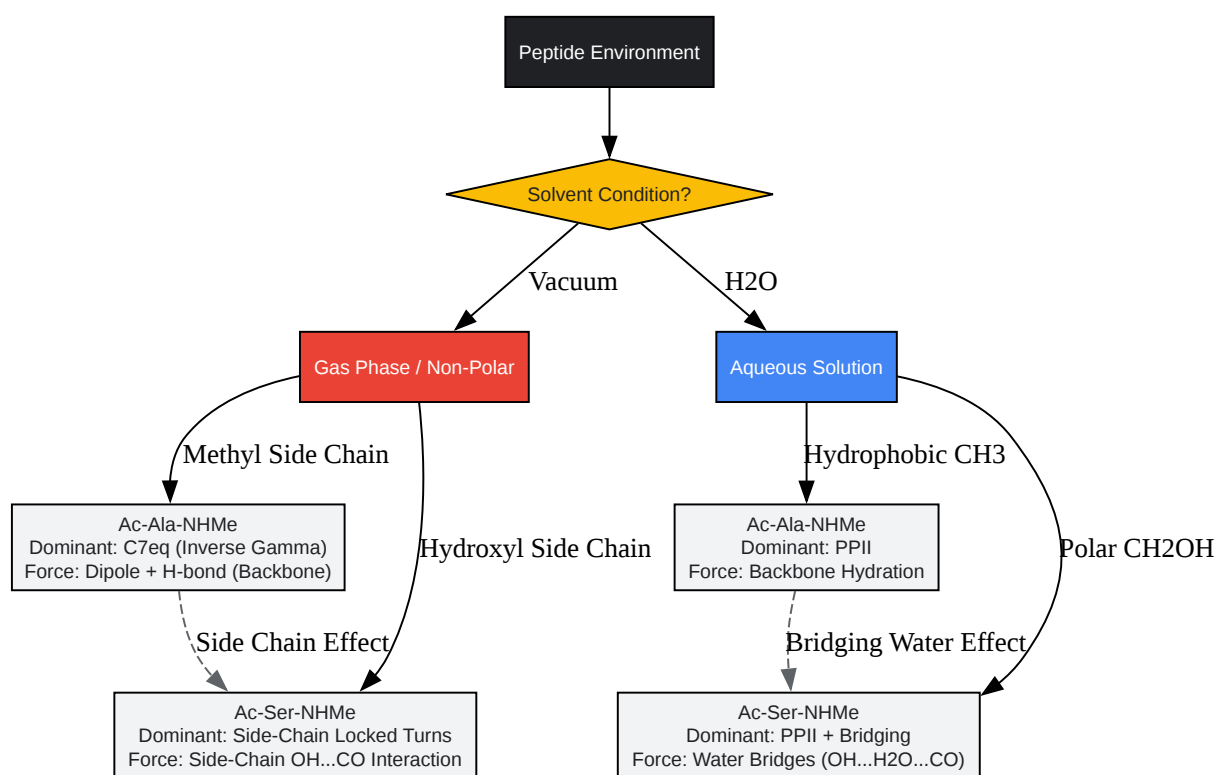 Peptide Environment
Solvent Condition?
Vacuum
H2O
Gas Phase / Non-Polar
Aqueous Solution
Methyl Side Chain
Hydrophobic CH3
Ac-Ala-NHMe
Dominant: C7eq (Inverse Gamma)
Force: Dipole + H-bond (Backbone)
Hydroxyl Side Chain
Ac-Ala-NHMe
Dominant: PPII
Force: Backbone Hydration
Polar CH2OH
Side Chain Effect
Bridging Water Effect
Ac-Ser-NHMe
Dominant: Side-Chain Locked Turns
Force: Side-Chain OH...CO Interaction
Ac-Ser-NHMe
Dominant: PPII + Bridging
Force: Water Bridges (OH...H2O...CO)